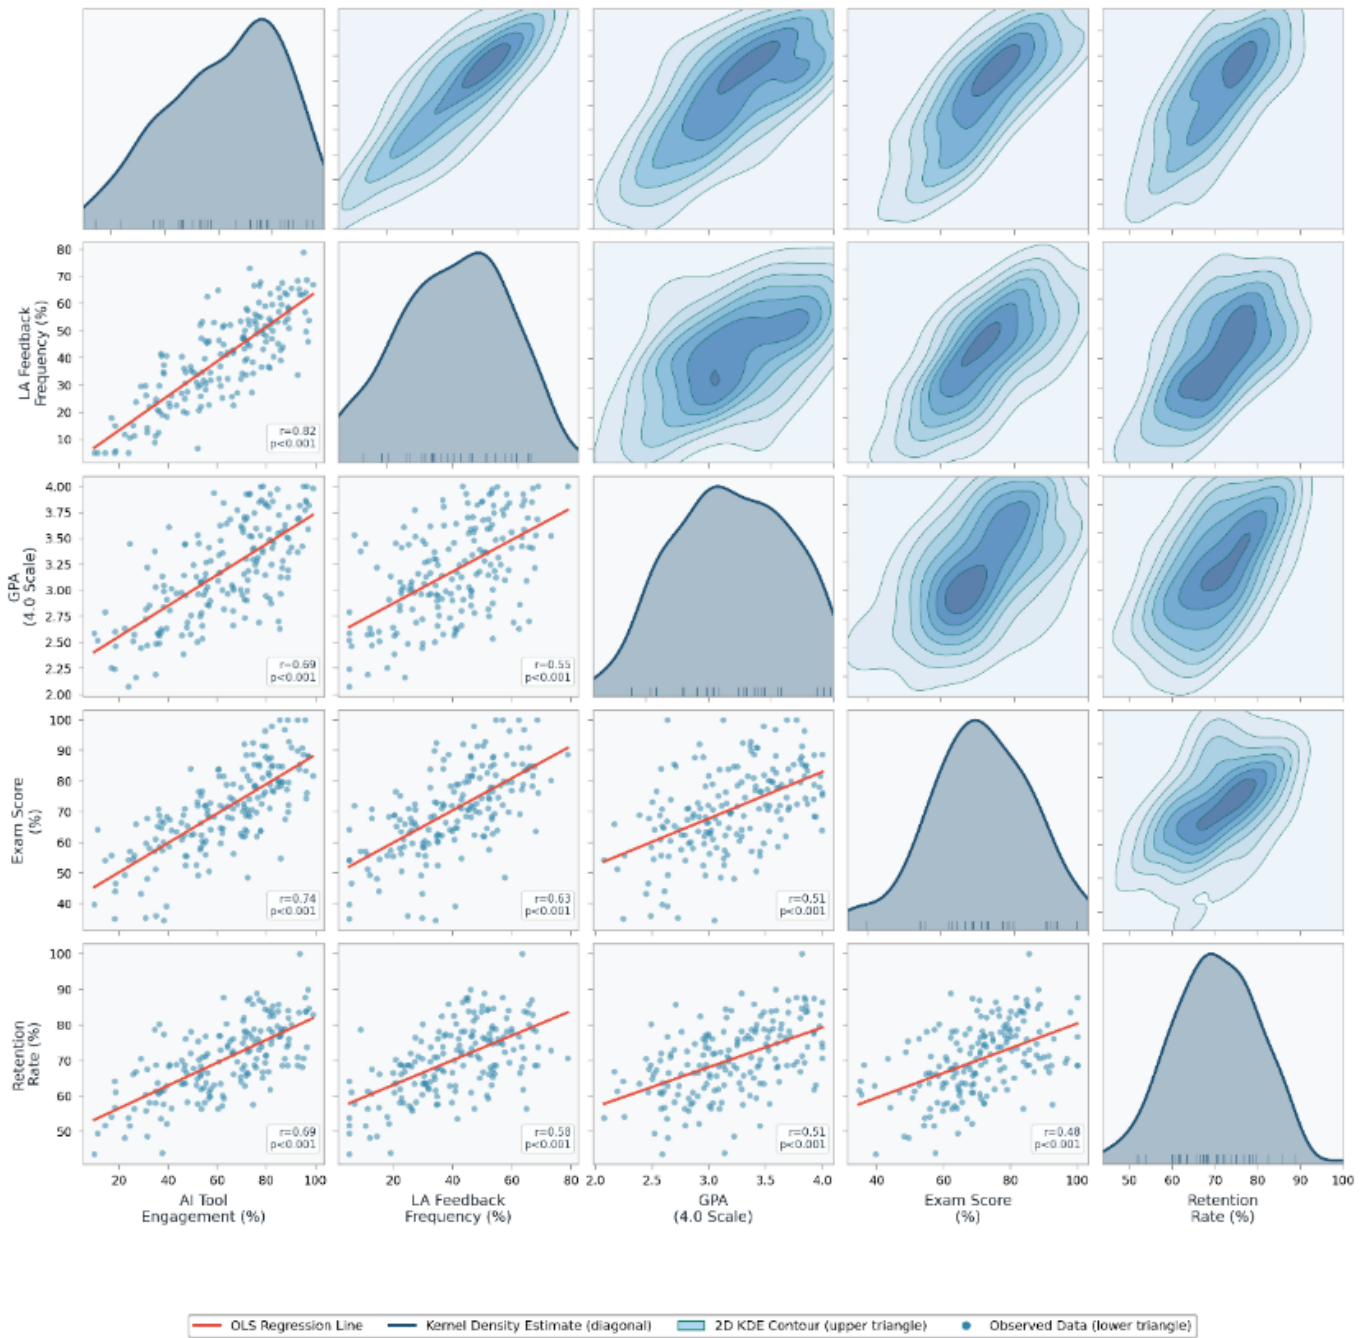 80
70
60
50
40
30
20
10
LA Feedback
Frequency (%)
r=0.82
p<0.001
4.00
3.75
3.50
3.25
3.00
2.75
2.50
2.25
2.00
GPA
(4.0 Scale)
r=0.69
p<0.001
r=0.55
p<0.001
100
90
80
70
60
50
40
Exam Score
(%)
r=0.74
p<0.001
r=0.63
p<0.001
r=0.51
p<0.001
100
90
80
70
60
50
Retention
Rate (%)
r=0.69
p<0.001
r=0.58
p<0.001
r=0.51
p<0.001
r=0.48
p<0.001
20 40 60 80 100
AI Tool
Engagement (%)
20 40 60 80
LA Feedback
Frequency (%)
2.0 2.5 3.0 3.5 4.0
GPA
(4.0 Scale)
40 60 80 100
Exam Score
(%)
50 60 70 80 90 100
Retention
Rate (%)
OLS Regression Line Kernel Density Estimate (diagonal) 2D KDE Contour (upper triangle) Observed Data (lower triangle)